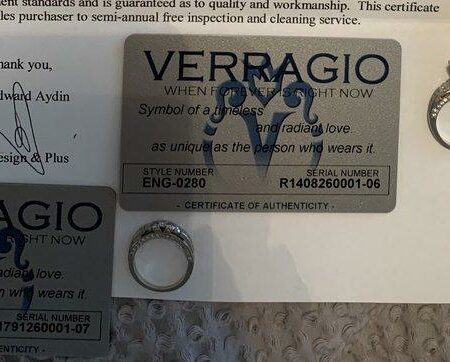 ent standards and is guaranteed as to quality and workmanship. This certificate
les purchaser to semi-annual free inspection and cleaning service.
hank you,
dward Aydin
esign & Plus
VERRAGIO
WHEN FOREVER IS RIGHT NOW
Symbol of a timeless
and radiant love.
as unique as the person who wears it.
STYLE NUMBER
ENG-0280
SERIAL NUMBER
R1408260001-06
- CERTIFICATE OF AUTHENTICITY -
AGIO
GHT NOW
radiant love.
on who wears it.
SERIAL NUMBER
1791260001-07
ENTICITY -